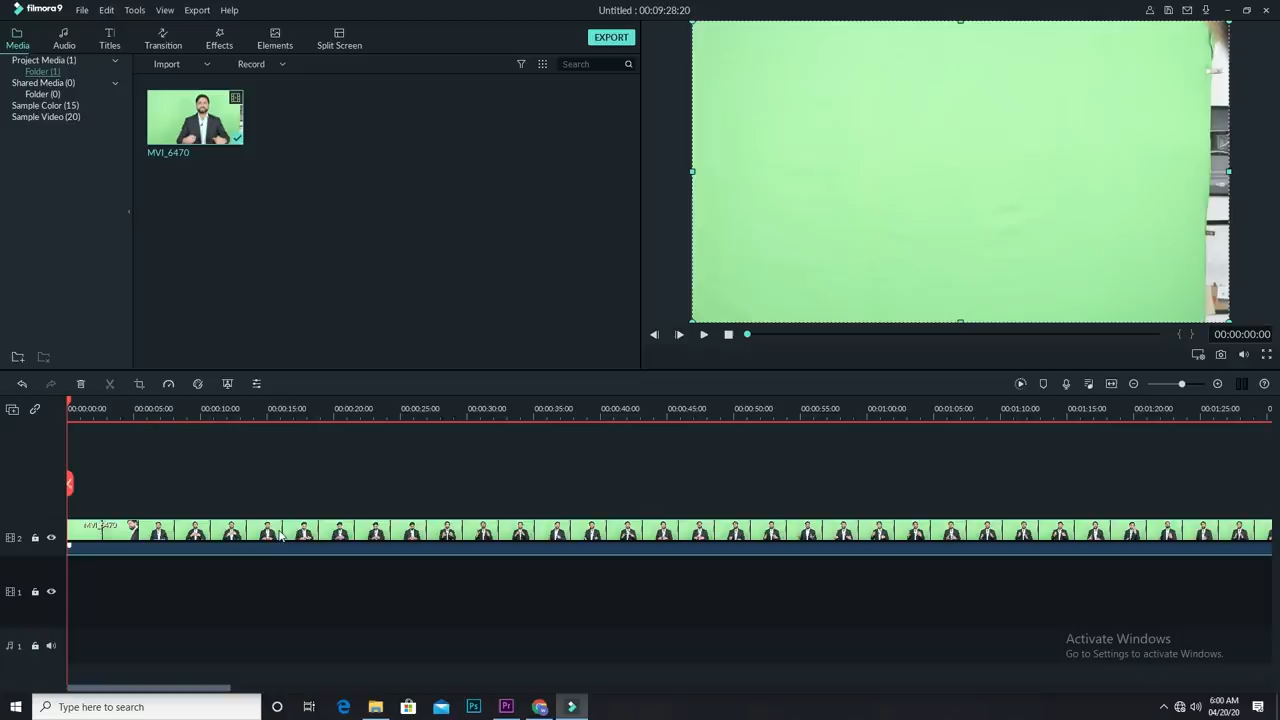 filmora9 File Edit Tools View Export Help Untitled : 00:09:28:20
Media Audio Titles Transition Effects Elements Split Screen EXPORT
Project Media (1)
Folder (1)
Shared Media (0)
Folder (0)
Sample Color (15)
Sample Video (20)
Import Record Search
MVI_6470
00:00:00:00
00:00:00:00 00:00:05:00 00:00:10:00 00:00:15:00 00:00:20:00 00:00:25:00 00:00:30:00 00:00:35:00 00:00:40:00 00:00:45:00 00:00:50:00 00:00:55:00 00:01:00:00 00:01:05:00 00:01:10:00 00:01:15:00 00:01:20:00 00:01:25:00 0
MVI_6470
2
1
1
Activate Windows
Go to Settings to activate Windows.
Type here to search
Ps
Pr
6:00 AM
04/20/20